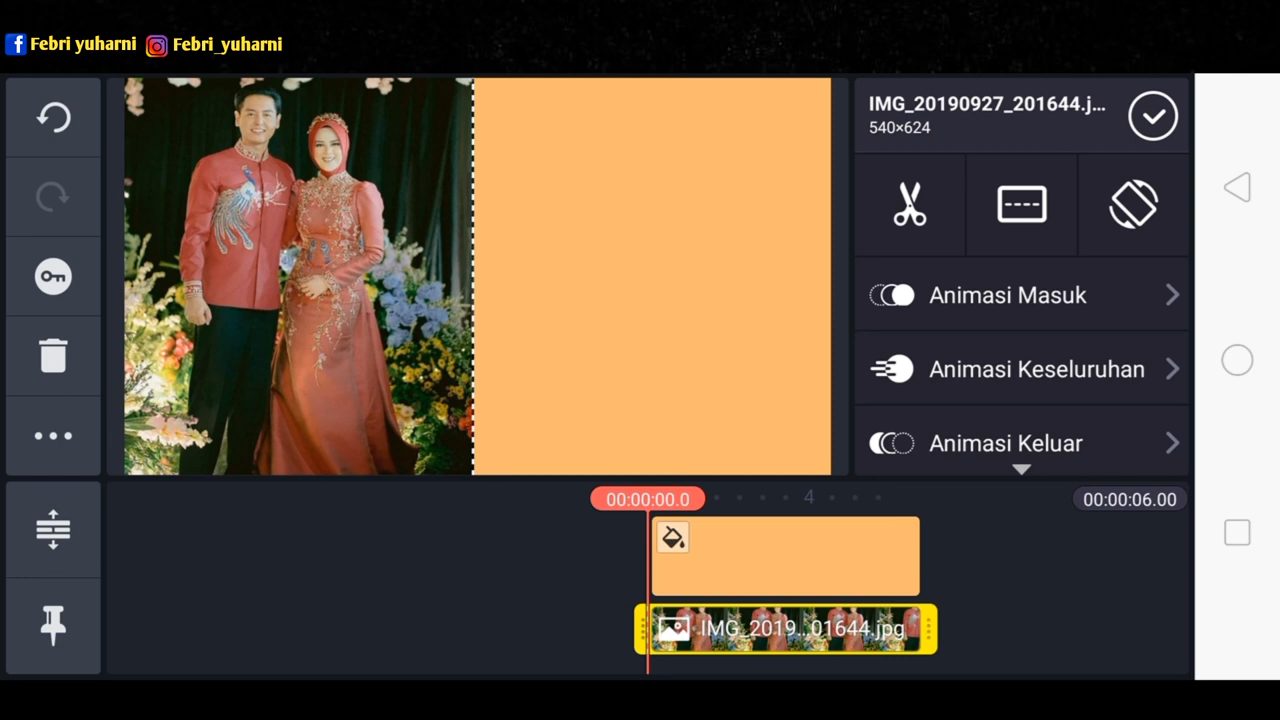 Febri yuharni Febri_yuharni
IMG_20190927_201644.j...
540×624
Animasi Masuk
Animasi Keseluruhan
Animasi Keluar
00:00:00.0 4 00:00:06.00
IMG_2019...01644.jpg